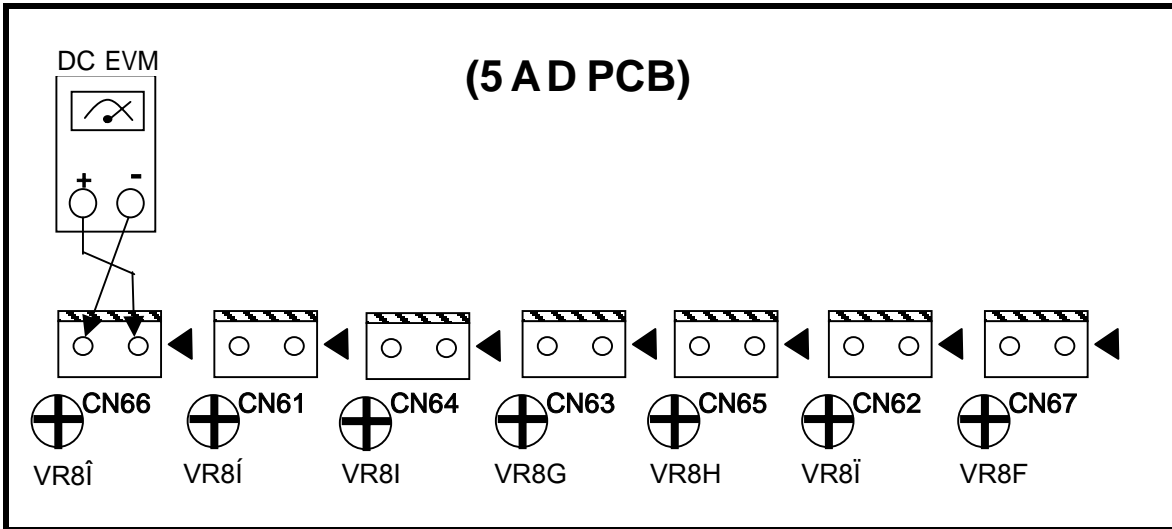 DC EVM
(5 A D PCB)
+ -
CN66 CN61 CN64 CN63 CN65 CN62 CN67
VR8Î VR8Í VR8I VR8G VR8H VR8Ï VR8F